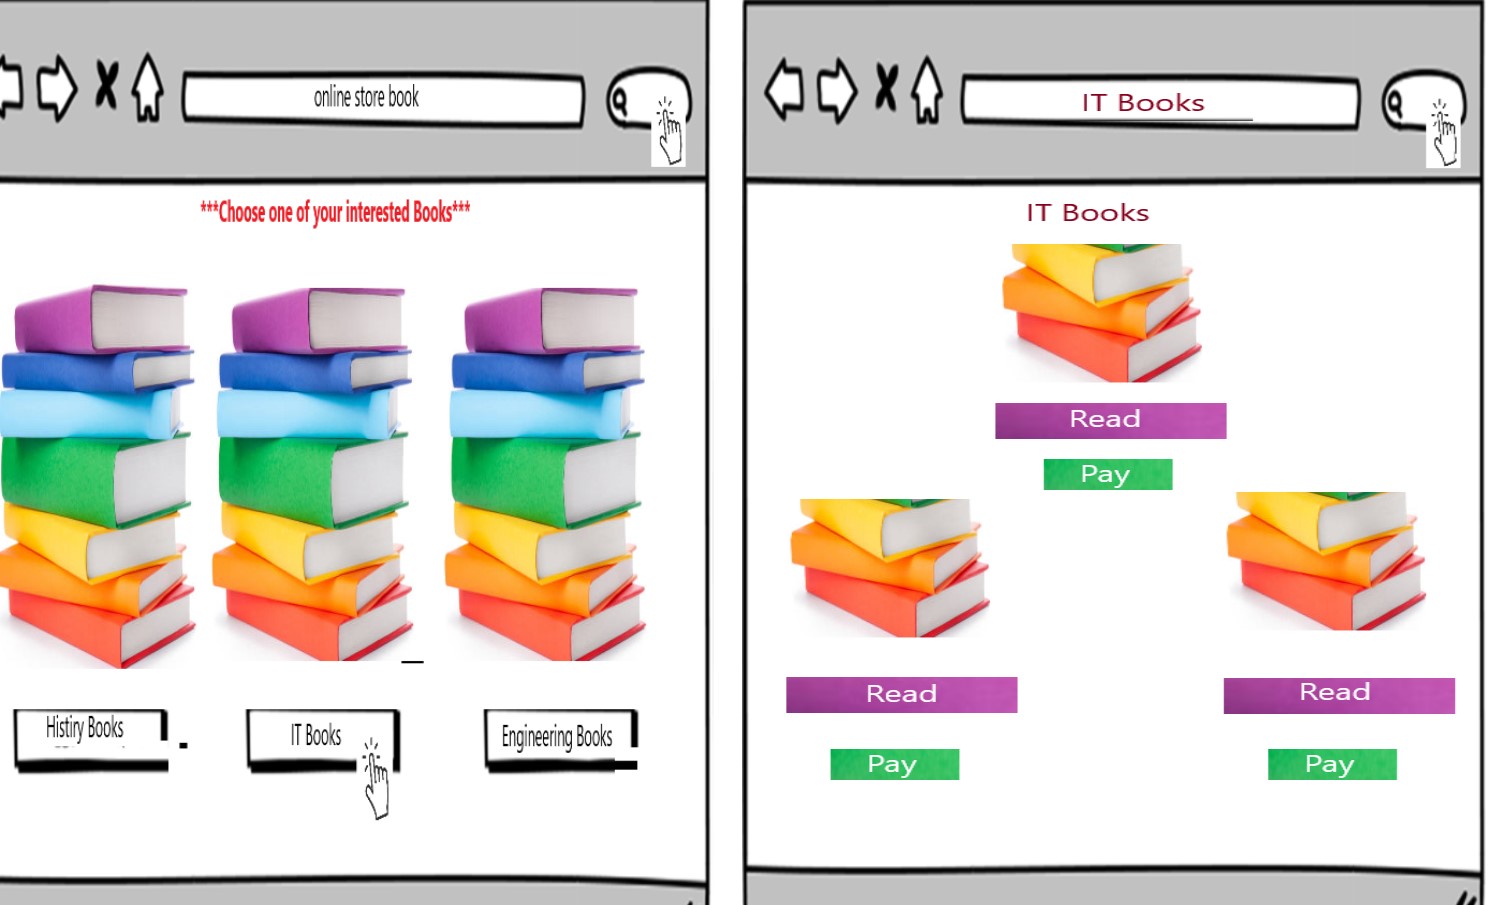 online store book
***Choose one of your interested Books***
Histiry Books
IT Books
Engineering Books
IT Books
IT Books
Read
Pay
Read
Read
Pay
Pay